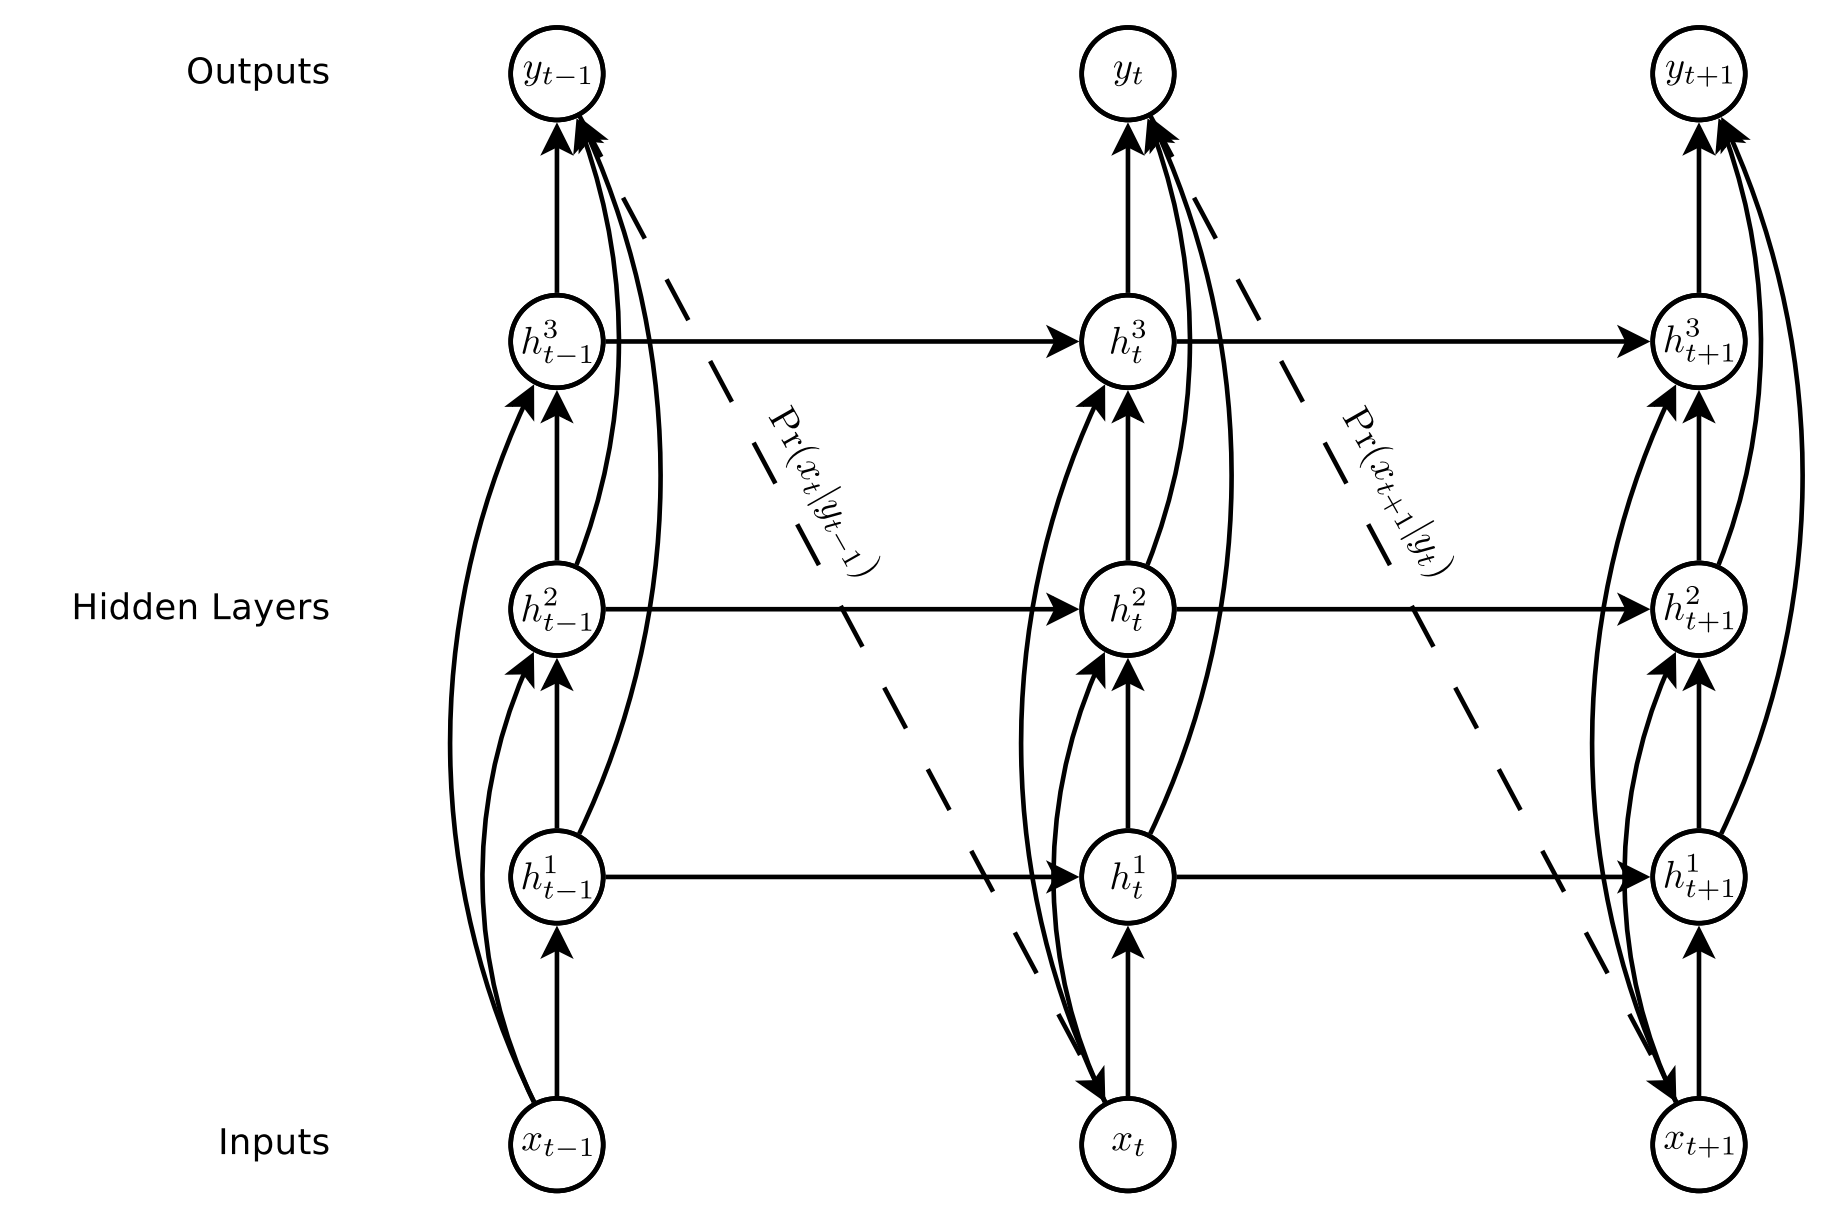 Outputs y_{t-1} y_t y_{t+1}
h^3_{t-1} h^3_t h^3_{t+1}
Pr(x_t|y_{t-1}) Pr(x_{t+1}|y_t)
Hidden Layers h^2_{t-1} h^2_t h^2_{t+1}
h^1_{t-1} h^1_t h^1_{t+1}
Inputs x_{t-1} x_t x_{t+1}